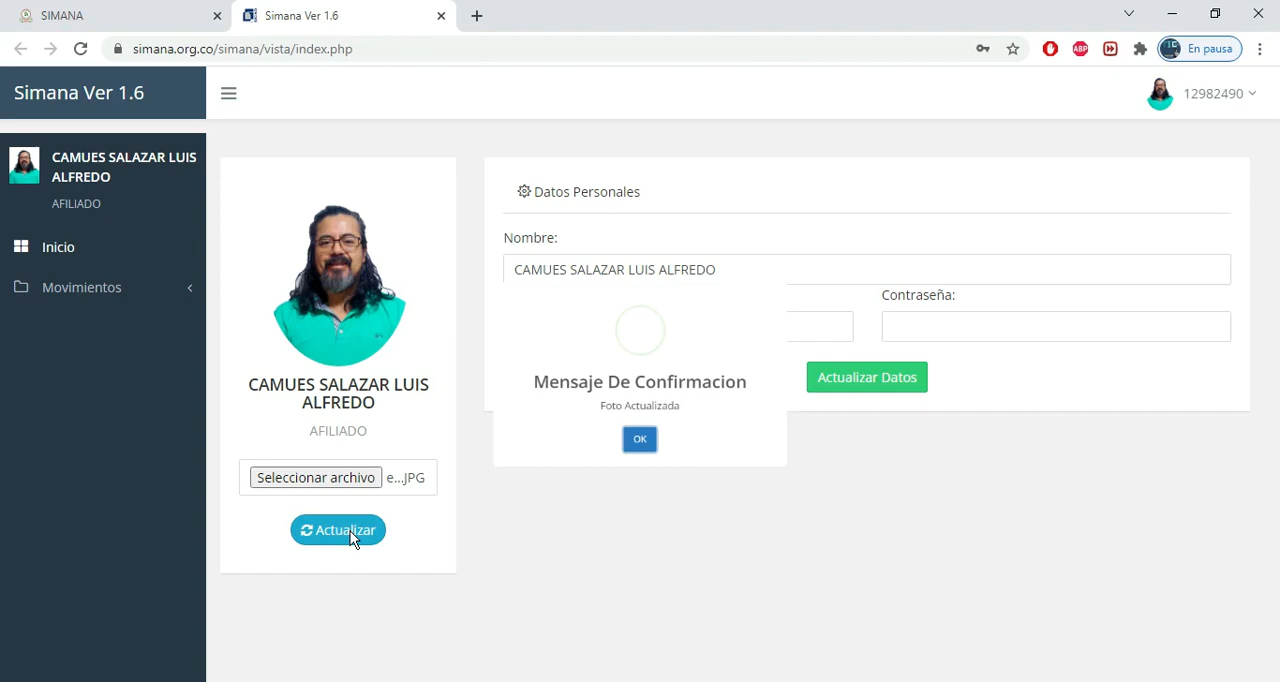 SIMANA
Simana Ver 1.6
simana.org.co/simana/vista/index.php
ABP
En pausa
Simana Ver 1.6
12982490
CAMUES SALAZAR LUIS
ALFREDO
AFILIADO
Inicio
Movimientos
CAMUES SALAZAR LUIS
ALFREDO
AFILIADO
Seleccionar archivo e...JPG
Actualizar
Datos Personales
Nombre:
CAMUES SALAZAR LUIS ALFREDO
Contraseña:
Actualizar Datos
Mensaje De Confirmacion
Foto Actualizada
OK